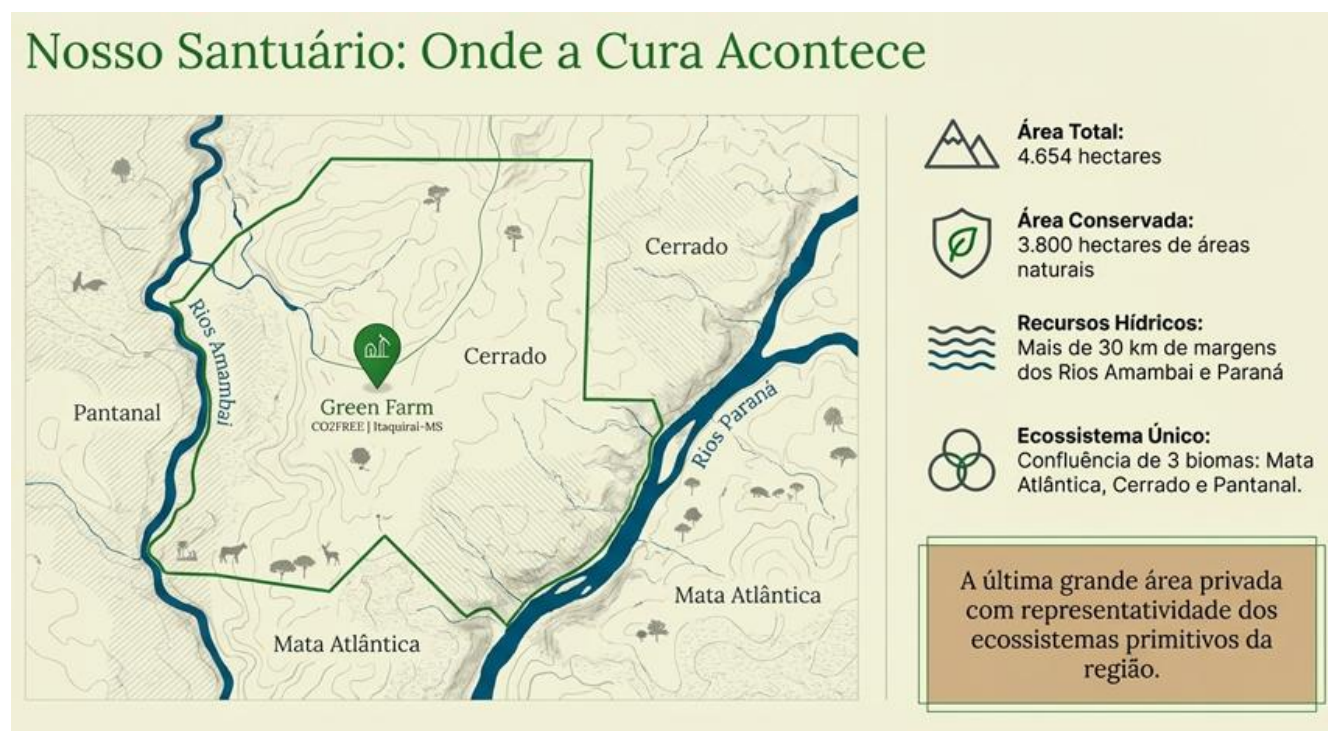 Nosso Santuário: Onde a Cura Acontece
Cerrado
Rios Amambai
Cerrado
Pantanal
Green Farm
CO2FREE | Itaquiraí-MS
Rios Paraná
Mata Atlântica
Mata Atlântica
Área Total:
4.654 hectares
Área Conservada:
3.800 hectares de áreas
naturais
Recursos Hídricos:
Mais de 30 km de margens
dos Rios Amambai e Paraná
Ecossistema Único:
Confluência de 3 biomas: Mata
Atlântica, Cerrado e Pantanal.
A última grande área privada
com representatividade dos
ecossistemas primitivos da
região.